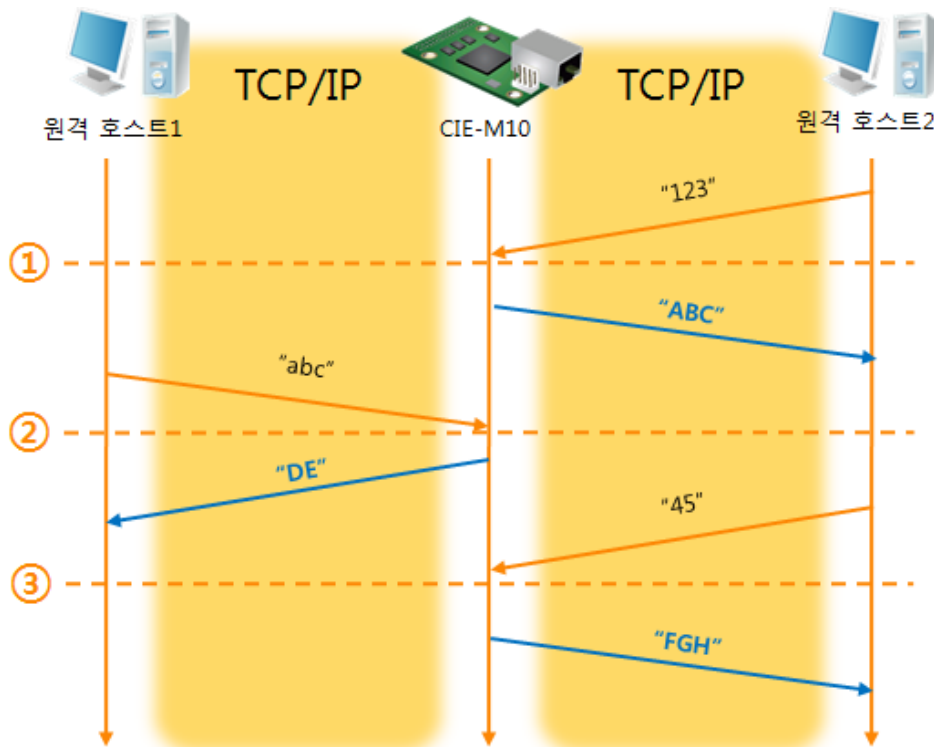 TCP/IP
TCP/IP
원격 호스트1
CIE-M10
원격 호스트2
"123"
①
"ABC"
"abc"
②
"DE"
"45"
③
"FGH"